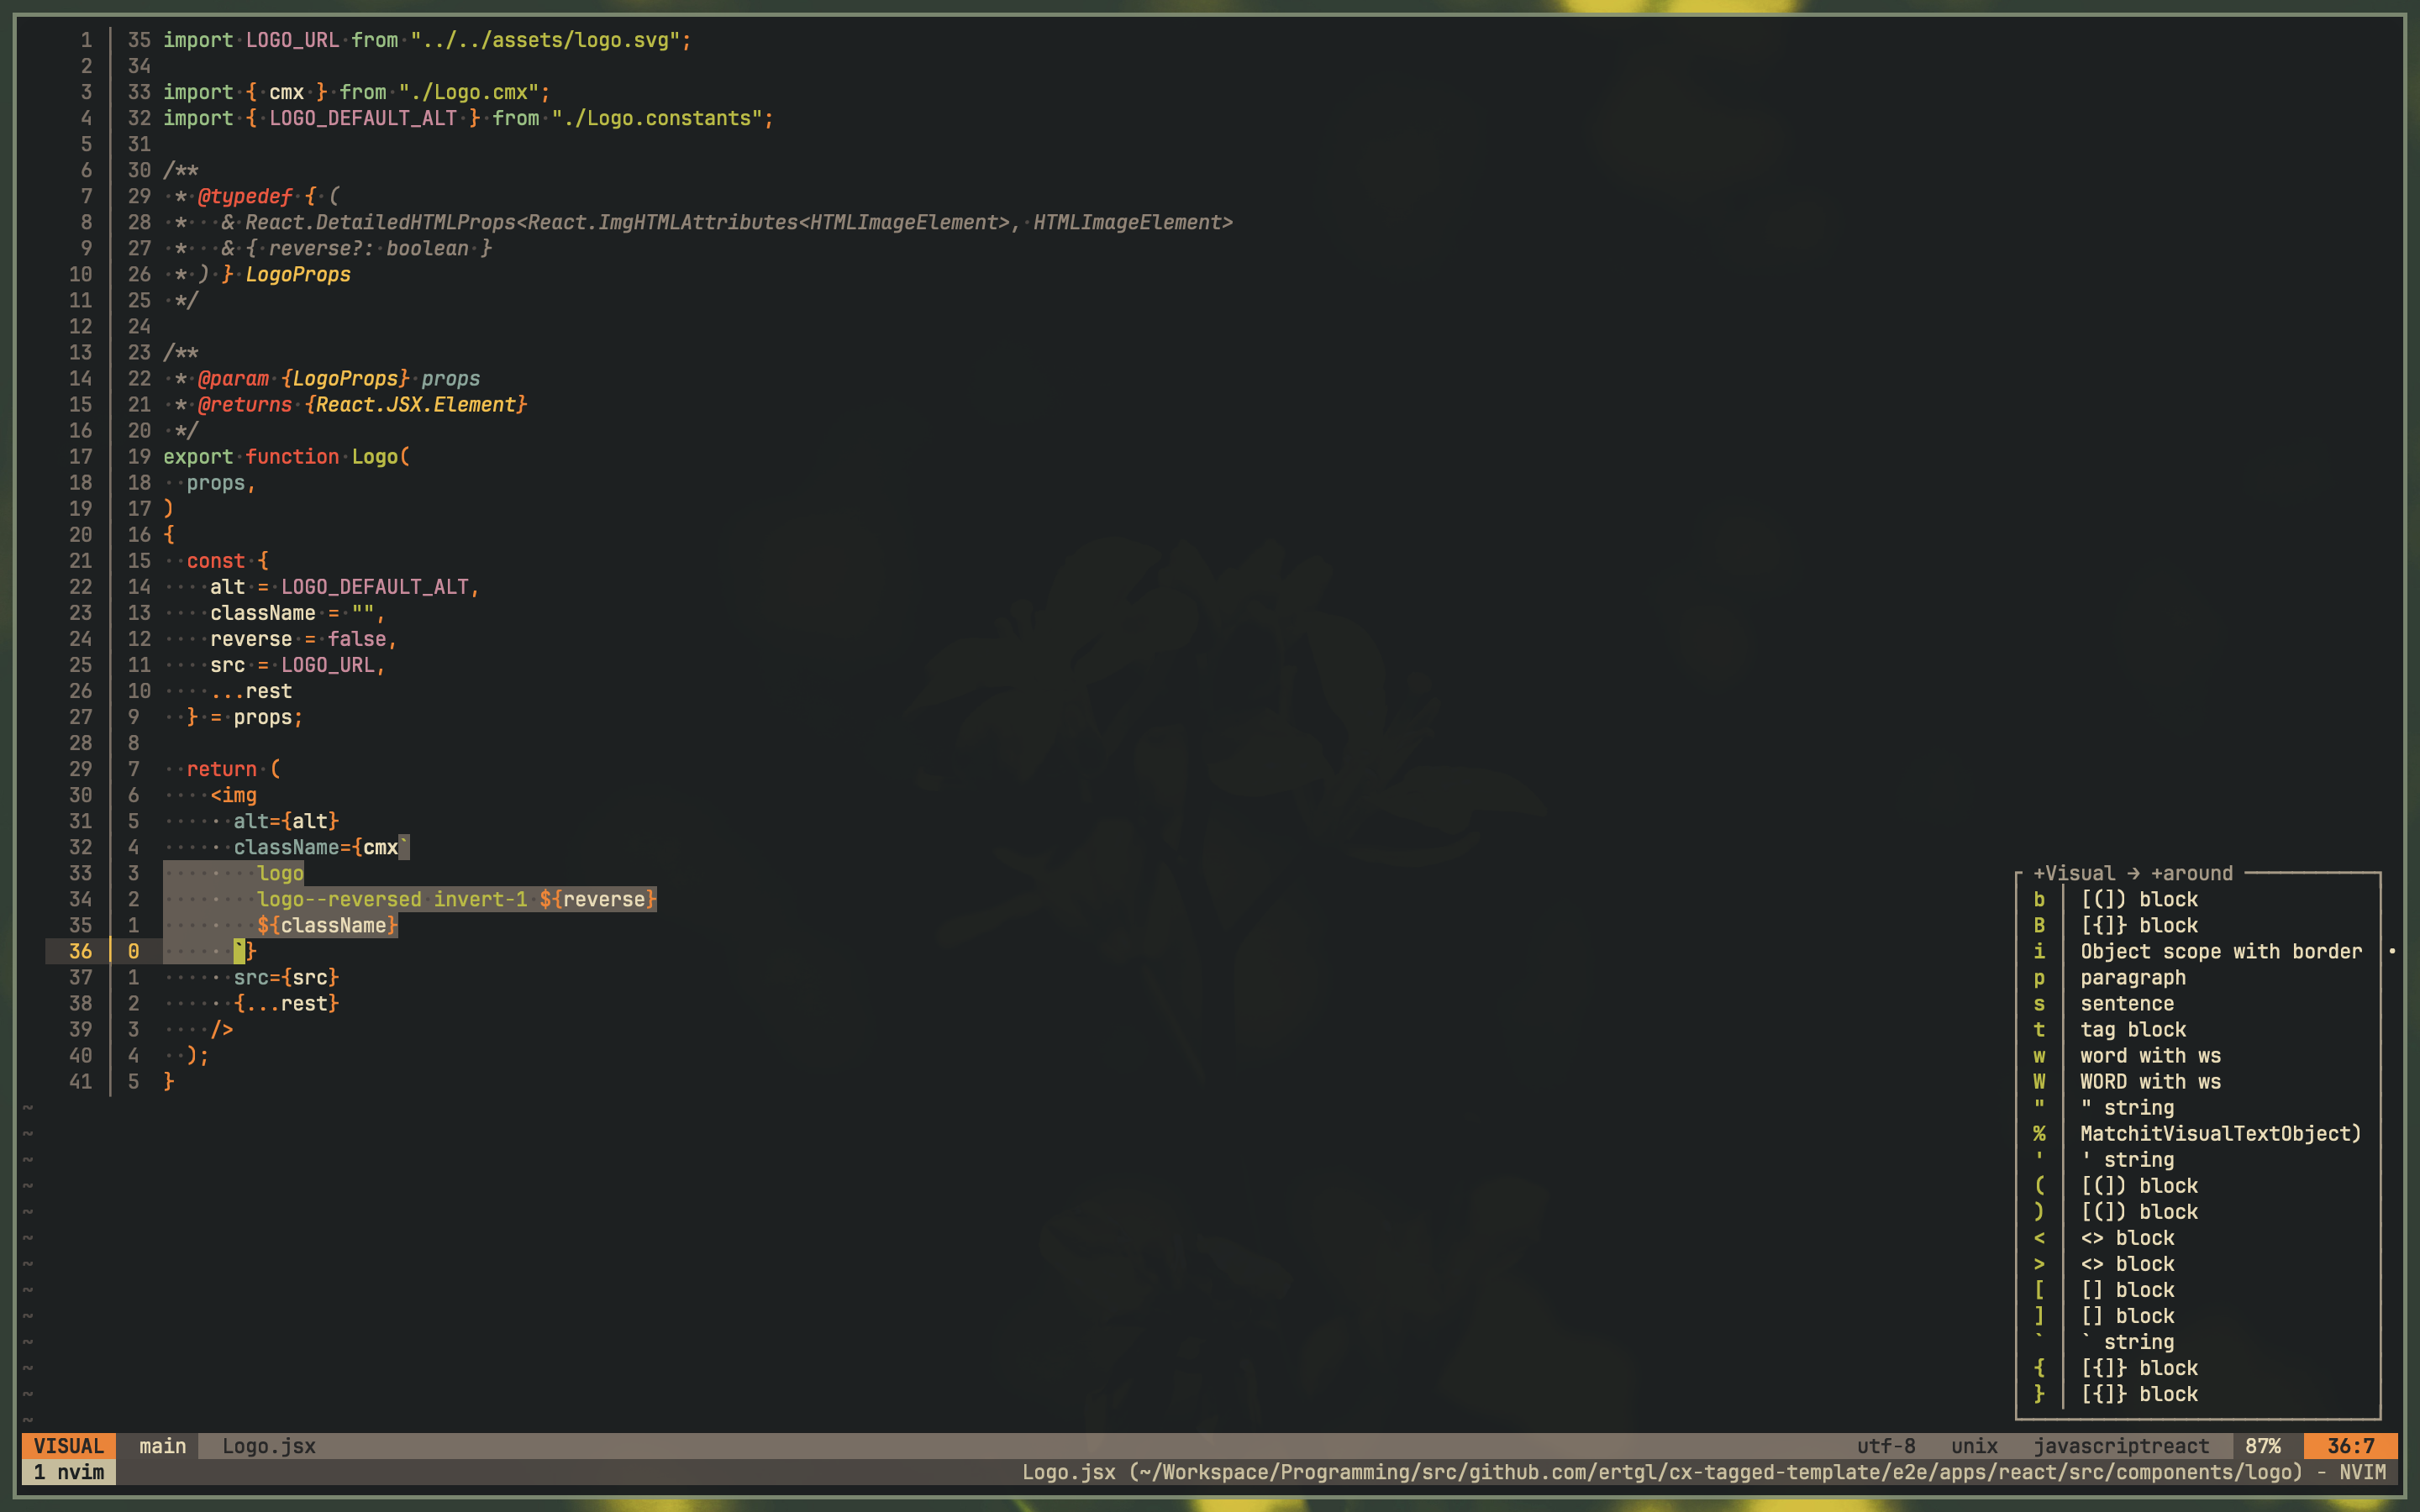 1 │ 35 import LOGO_URL from "../../assets/logo.svg";
2 │ 34
3 │ 33 import { cmx } from "./Logo.cmx";
4 │ 32 import { LOGO_DEFAULT_ALT } from "./Logo.constants";
5 │ 31
6 │ 30 /**
7 │ 29  * @typedef { (
8 │ 28  *   & React.DetailedHTMLProps<React.ImgHTMLAttributes<HTMLImageElement>, HTMLImageElement>
9 │ 27  *   & { reverse?: boolean }
10 │ 26  * ) } LogoProps
11 │ 25  */
12 │ 24
13 │ 23 /**
14 │ 22  * @param {LogoProps} props
15 │ 21  * @returns {React.JSX.Element}
16 │ 20  */
17 │ 19 export function Logo(
18 │ 18   props,
19 │ 17 )
20 │ 16 {
21 │ 15   const {
22 │ 14     alt = LOGO_DEFAULT_ALT,
23 │ 13     className = "",
24 │ 12     reverse = false,
25 │ 11     src = LOGO_URL,
26 │ 10     ...rest
27 │ 9    } = props;
28 │ 8
29 │ 7    return (
30 │ 6      <img
31 │ 5        alt={alt}
32 │ 4        className={cmx`
33 │ 3          logo
34 │ 2          logo--reversed invert-1 ${reverse}
35 │ 1          ${className}
36 │ 0        `}
37 │ 1        src={src}
38 │ 2        {...rest}
39 │ 3      />
40 │ 4    );
41 │ 5  }
~
~
~
~
~
~
~
~
~
~
~
~
~
+Visual → +around
b │ [(]) block
B │ [{]} block
i │ Object scope with border
p │ paragraph
s │ sentence
t │ tag block
w │ word with ws
W │ WORD with ws
" │ " string
% │ MatchitVisualTextObject)
' │ ' string
( │ [(]) block
) │ [(]) block
< │ <> block
> │ <> block
[ │ [] block
] │ [] block
` │ ` string
{ │ [{]} block
} │ [{]} block
VISUAL main Logo.jsx utf-8 unix javascriptreact 87% 36:7
1 nvim Logo.jsx (~/Workspace/Programming/src/github.com/ertgl/cx-tagged-template/e2e/apps/react/src/components/logo) - NVIM